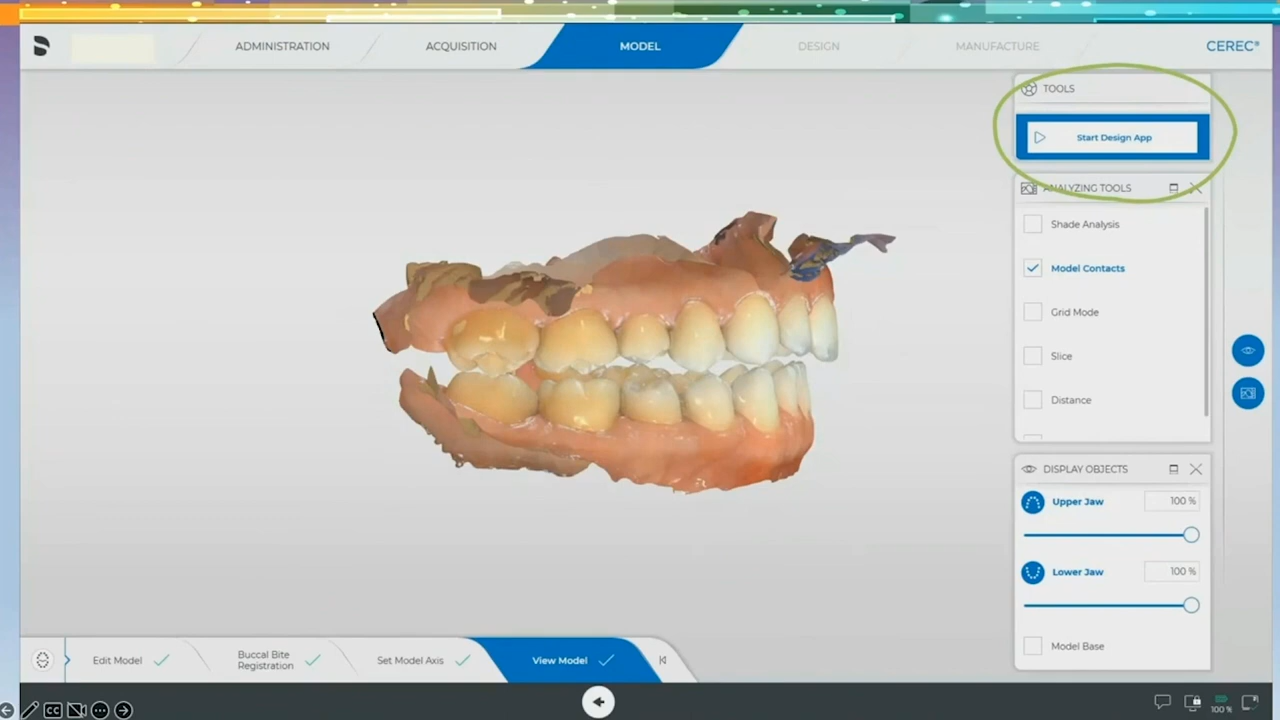 ADMINISTRATION
ACQUISITION
MODEL
DESIGN
MANUFACTURE
CEREC®
TOOLS
Start Design App
ANALYZING TOOLS
Shade Analysis
Model Contacts
Grid Mode
Slice
Distance
DISPLAY OBJECTS
Upper Jaw
100 %
Lower Jaw
100 %
Model Base
Edit Model
Buccal Bite
Registration
Set Model Axis
View Model
CC
100 %